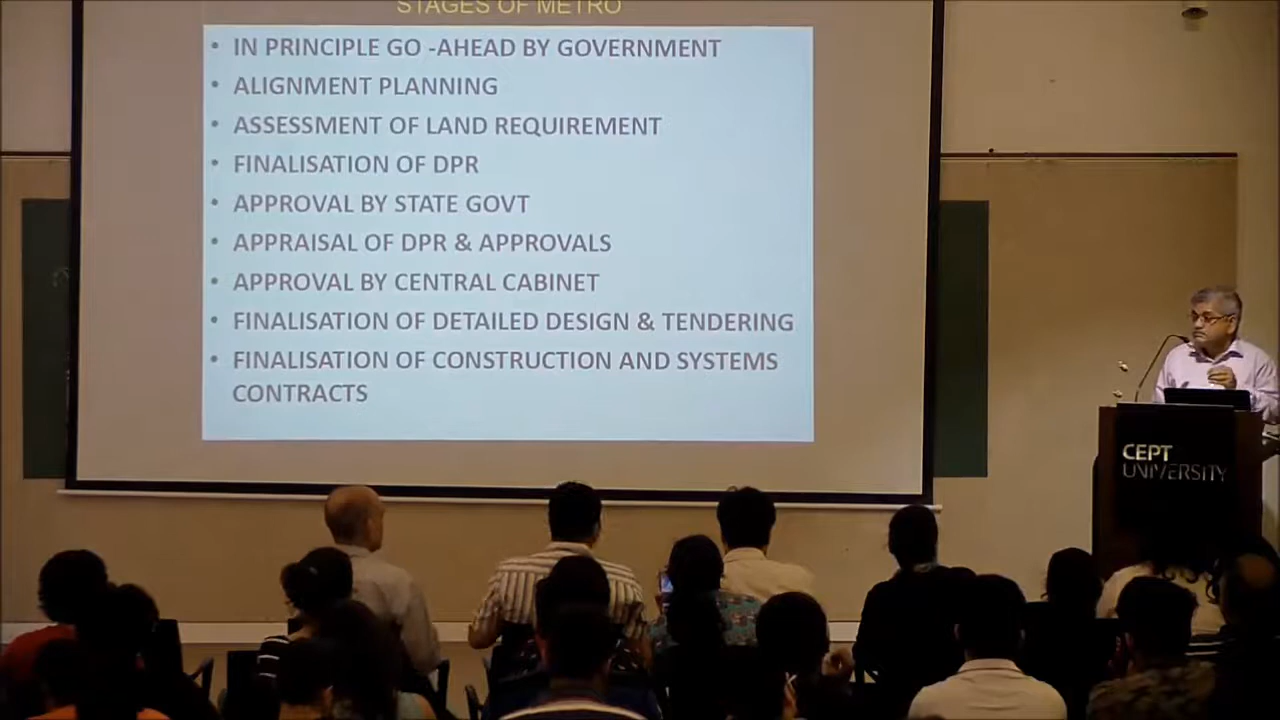 STAGES OF METRO
• IN PRINCIPLE GO -AHEAD BY GOVERNMENT
• ALIGNMENT PLANNING
• ASSESSMENT OF LAND REQUIREMENT
• FINALISATION OF DPR
• APPROVAL BY STATE GOVT
• APPRAISAL OF DPR & APPROVALS
• APPROVAL BY CENTRAL CABINET
• FINALISATION OF DETAILED DESIGN & TENDERING
• FINALISATION OF CONSTRUCTION AND SYSTEMS
CONTRACTS
CEPT
UNIVERSITY